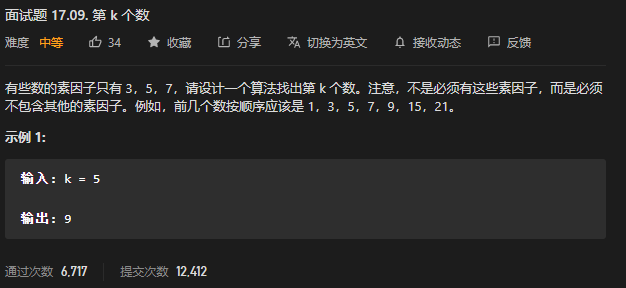 面试题 17.09. 第 k 个数
难度 中等 34 收藏 分享 切换为英文 接收动态 反馈
有些数的素因子只有 3，5，7，请设计一个算法找出第 k 个数。注意，不是必须有这些素因子，而是必须
不包含其他的素因子。例如，前几个数按顺序应该是 1，3，5，7，9，15，21。
示例 1:
输入: k = 5
输出: 9
通过次数 6,717 提交次数 12,412